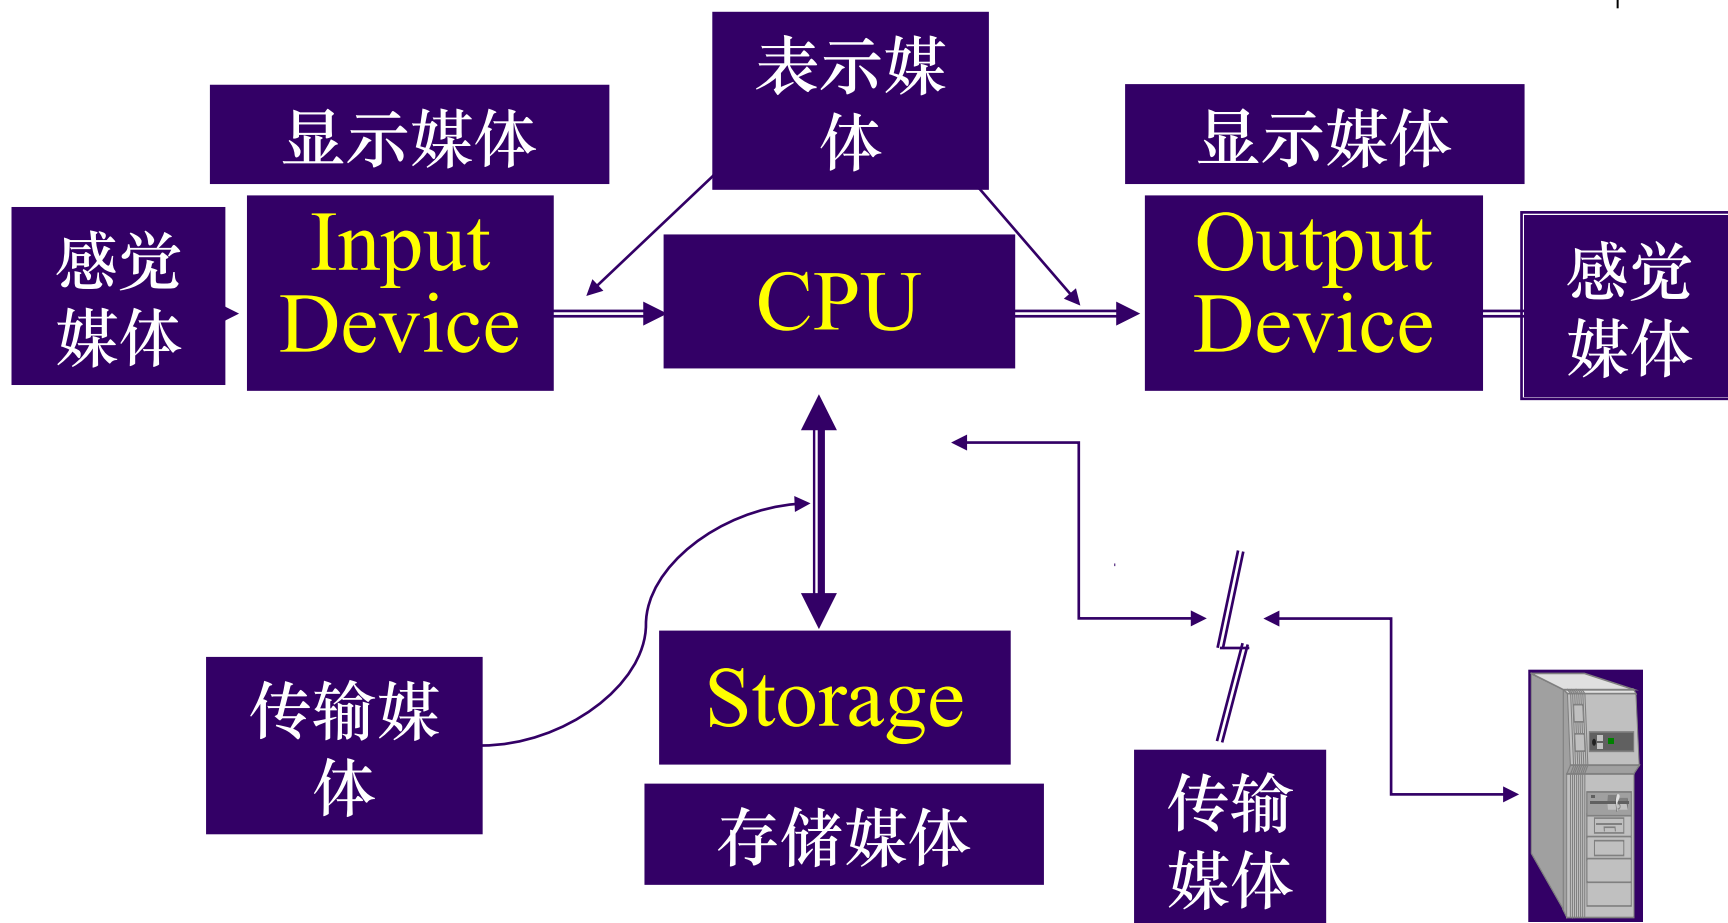 表示媒
体
显示媒体
显示媒体
感觉
媒体
Input
Device
CPU
Output
Device
感觉
媒体
传输媒
体
Storage
存储媒体
传输
媒体